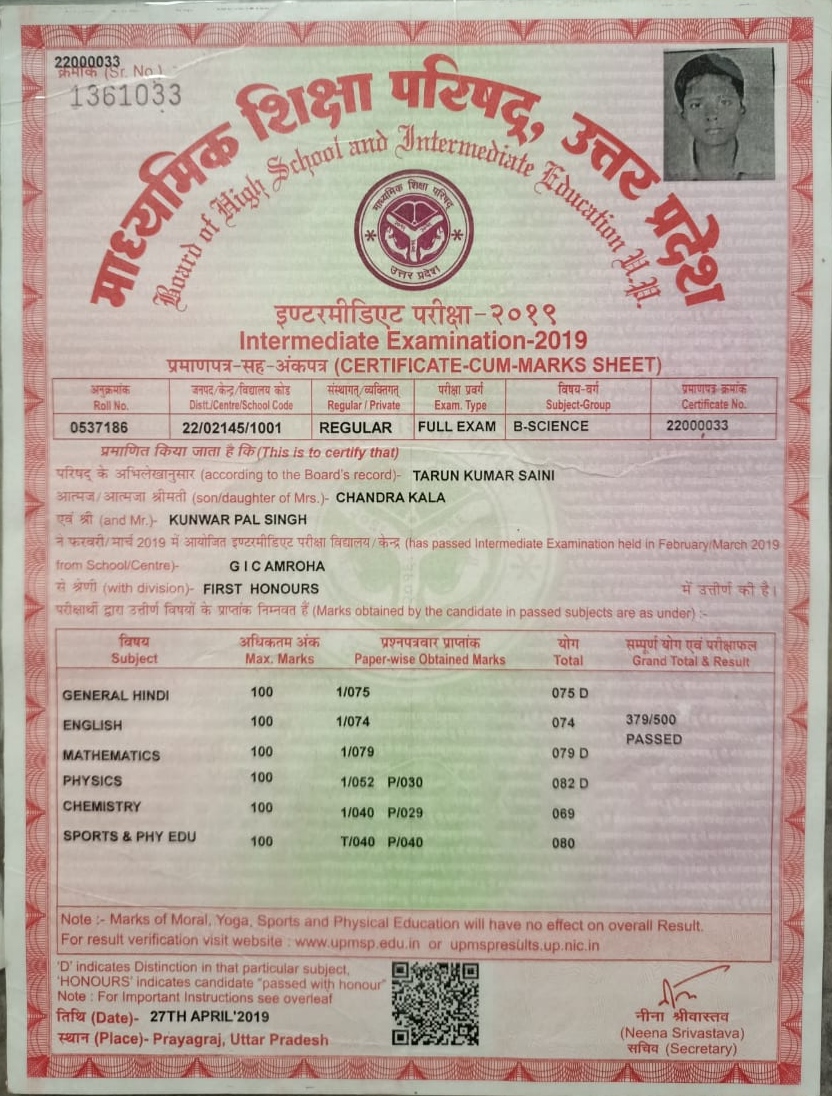 22000033
क्रमांक (Sr. No.)
1361033
माध्यमिक शिक्षा परिषद्, उत्तर प्रदेश
Board of High School and Intermediate Education U.P.
माध्यमिक शिक्षा परिषद्
उत्तर प्रदेश
इण्टरमीडिएट परीक्षा-२०१९
Intermediate Examination-2019
प्रमाणपत्र-सह-अंकपत्र (CERTIFICATE-CUM-MARKS SHEET)
अनुक्रमांक जनपद/केन्द्र/विद्यालय कोड संस्थागत/व्यक्तिगत् परीक्षा प्रवर्ग विषय-वर्ग प्रमाणपत्र-क्रमांक
Roll No. Distt./Centre/School Code Regular / Private Exam. Type Subject-Group Certificate No.
0537186 22/02145/1001 REGULAR FULL EXAM B-SCIENCE 22000033
प्रमाणित किया जाता है कि (This is to certify that)
परिषद् के अभिलेखानुसार (according to the Board's record)- TARUN KUMAR SAINI
आत्मज/आत्मजा श्रीमती (son/daughter of Mrs.)- CHANDRA KALA
एवं श्री (and Mr.)- KUNWAR PAL SINGH
ने फरवरी/मार्च 2019 में आयोजित इण्टरमीडिएट परीक्षा विद्यालय/केन्द्र (has passed Intermediate Examination held in February/March 2019
from School/Centre)- G I C AMROHA
से श्रेणी (with division)- FIRST HONOURS में उत्तीर्ण की है।
परीक्षार्थी द्वारा उत्तीर्ण विषयों के प्राप्तांक निम्नवत हैं (Marks obtained by the candidate in passed subjects are as under) :-
विषय अधिकतम अंक प्रश्नपत्रवार प्राप्तांक योग सम्पूर्ण योग एवं परीक्षाफल
Subject Max. Marks Paper-wise Obtained Marks Total Grand Total & Result
GENERAL HINDI 100 1/075 075 D
ENGLISH 100 1/074 074 379/500
PASSED
MATHEMATICS 100 1/079 079 D
PHYSICS 100 1/052 P/030 082 D
CHEMISTRY 100 1/040 P/029 069
SPORTS & PHY EDU 100 T/040 P/040 080
Note :- Marks of Moral, Yoga, Sports and Physical Education will have no effect on overall Result.
For result verification visit website : www.upmsp.edu.in or upmspresults.up.nic.in
'D' indicates Distinction in that particular subject,
'HONOURS' indicates candidate "passed with honour"
Note : For Important Instructions see overleaf
तिथि (Date)- 27TH APRIL'2019
स्थान (Place)- Prayagraj, Uttar Pradesh
नीना श्रीवास्तव
(Neena Srivastava)
सचिव (Secretary)